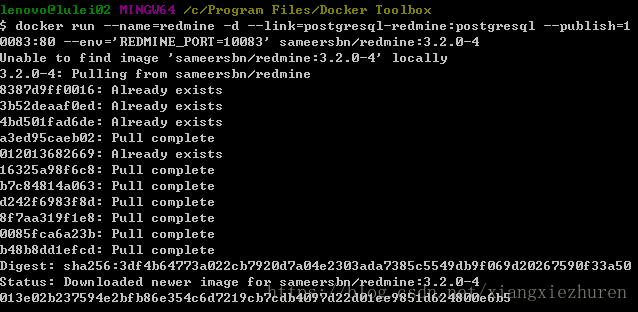 lenovo@lulei02 MINGW64 /c/Program Files/Docker Toolbox
$ docker run --name=redmine -d --link=postgresql-redmine:postgresql --publish=1
0083:80 --env='REDMINE_PORT=10083' sameersbn/redmine:3.2.0-4
Unable to find image 'sameersbn/redmine:3.2.0-4' locally
3.2.0-4: Pulling from sameersbn/redmine
8387d9ff0016: Already exists
3b52deaaf0ed: Already exists
4bd501fad6de: Already exists
a3ed95caeb02: Pull complete
012013682669: Already exists
16325a98f6c8: Pull complete
b7c84814a063: Pull complete
d242f6983f8d: Pull complete
8f7aa319f1e8: Pull complete
0085fca6a23b: Pull complete
b48b8dd1efcd: Pull complete
Digest: sha256:3df4b64773a022cb7920d7a04e2303ada7385c5549db9f069d20267590f33a50
Status: Downloaded newer image for sameersbn/redmine:3.2.0-4
013e02b237594e2bfb86e354c6d7219cb7cdb4097d22d01ee9851d624800e6b5
https://blog.csdn.net/xiangxiezhuren